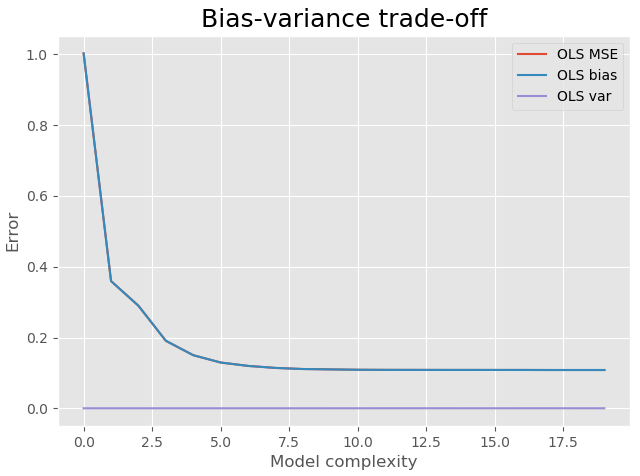 Bias-variance trade-off
OLS MSE
OLS bias
OLS var
1.0
0.8
0.6
0.4
0.2
0.0
Error
0.0 2.5 5.0 7.5 10.0 12.5 15.0 17.5
Model complexity